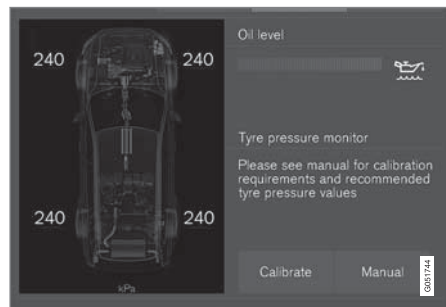 Oil level
240 240
Tyre pressure monitor
Please see manual for calibration
requirements and recommended
tyre pressure values
240 240
Calibrate Manual
kPa
G051744